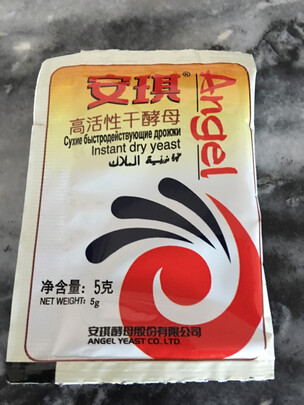 安琪®
Angel
高活性干酵母
Сухие быстродействующие дрожжи
Instant dry yeast
净含量: 5克
NET WEIGHT: 5g
安琪酵母股份有限公司
ANGEL YEAST CO. LTD.